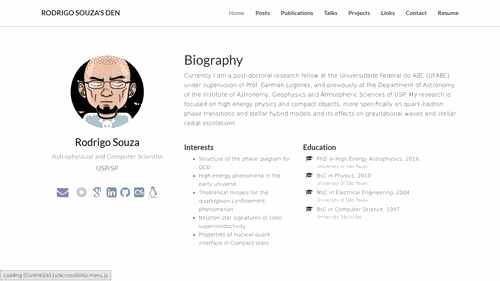 RODRIGO SOUZA'S DEN
Home Posts Publications Talks Projects Links Contact Resume
Biography
Currently I am a post-doctoral research fellow at the Universidade Federal do ABC (UFABC)
under supervision of Prof. Germán Lugones, and previously at the Department of Astronomy
of the Institute of Astronomy, Geophysics and Atmospheric Sciences of USP. My research is
focused on high energy physics and compact objects, more specifically on quark-hadron
phase transitions and stellar hybrid models and its effects on gravitational waves and stellar
radial oscillations.
Rodrigo Souza
Astrophysicist and Computer Scientist
USP/SP
Interests
Structure of the phase diagram for
QCD
High-energy phenomena in the
early universe
Theoretical models for the
quark/gluon confinement
phenomenon
Neutron star signatures of color
superconductivity
Properties of nuclear-quark
interface in Compact stars
Education
PhD in High Energy Astrophysics, 2016
University of São Paulo
BSc in Physics, 2010
University of São Paulo
MSc in Electrical Engineering, 2004
University of São Paulo
BSc in Computer Science, 1997
University São Judas
Loading [Contrib]/a11y/accessibility-menu.js